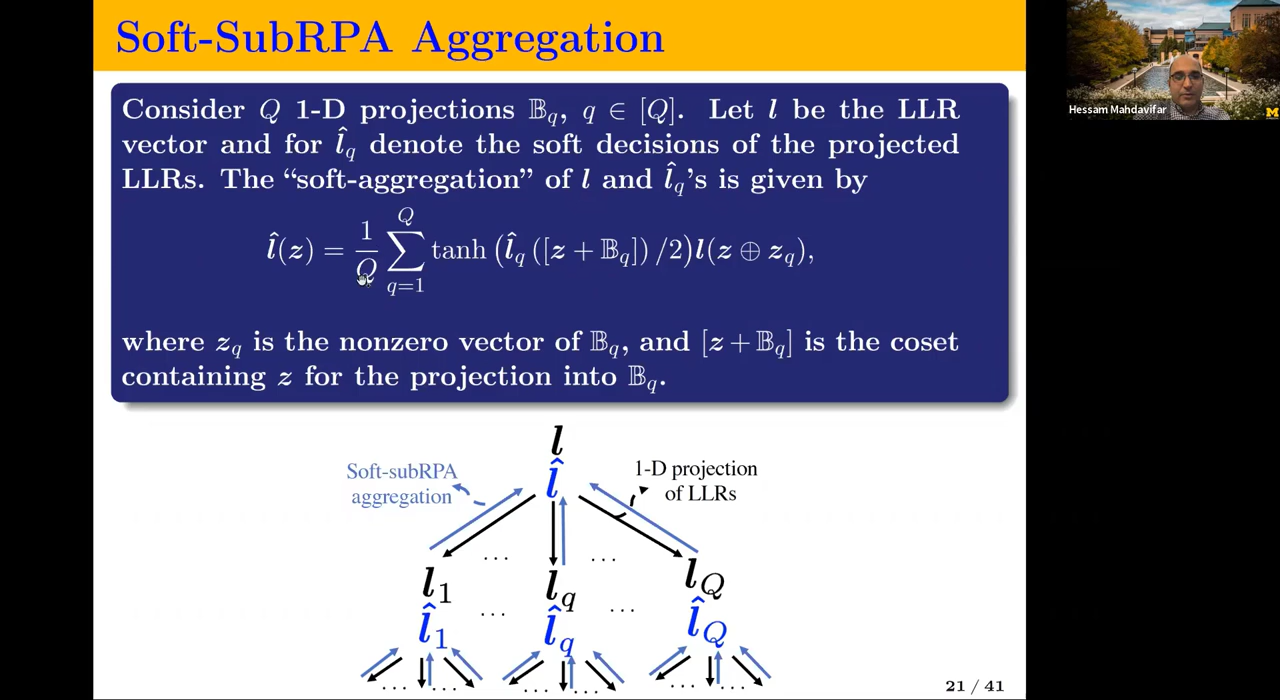 Soft-SubRPA Aggregation
Hessam Mahdavifar
M
Consider Q 1-D projections 𝔹_q, q ∈ [Q]. Let l be the LLR
vector and for l̂_q denote the soft decisions of the projected
LLRs. The “soft-aggregation” of l and l̂_q’s is given by
l̂(z) = 1/Q ∑_{q=1}^{Q} tanh (l̂_q ([z + 𝔹_q]) /2) l(z ⊕ z_q),
where z_q is the nonzero vector of 𝔹_q, and [z + 𝔹_q] is the coset
containing z for the projection into 𝔹_q.
l
l̂
Soft-subRPA
aggregation
1-D projection
of LLRs
... ...
l_1 l_q l_Q
... ...
l̂_1 l̂_q l̂_Q
... ... ... ... ... ...
21 / 41